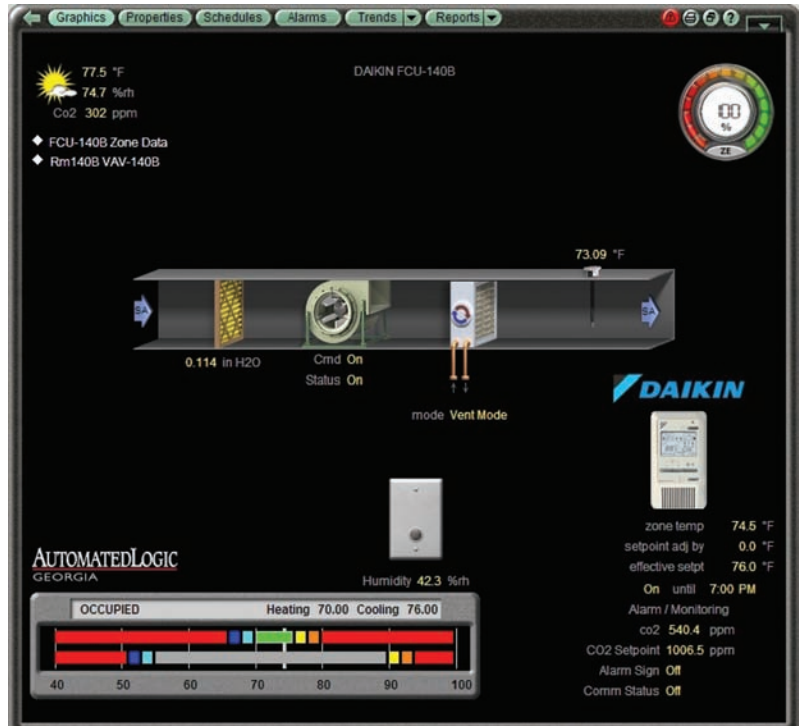 Graphics Properties Schedules Alarms Trends Reports
77.5 °F
74.7 %rh
Co2 302 ppm
DAIKIN FCU-140B
100
%
ZE
FCU-140B Zone Data
Rm140B VAV-140B
73.09 °F
SA
SA
0.114 in H2O
Cmd On
Status On
mode Vent Mode
DAIKIN
zone temp 74.5 °F
setpoint adj by 0.0 °F
effective setpt 76.0 °F
On until 7:00 PM
Alarm / Monitoring
co2 540.4 ppm
CO2 Setpoint 1006.5 ppm
Alarm Sign Off
Comm Status Off
AUTOMATEDLOGIC
GEORGIA
Humidity 42.3 %rh
OCCUPIED Heating 70.00 Cooling 76.00
40 50 60 70 80 90 100